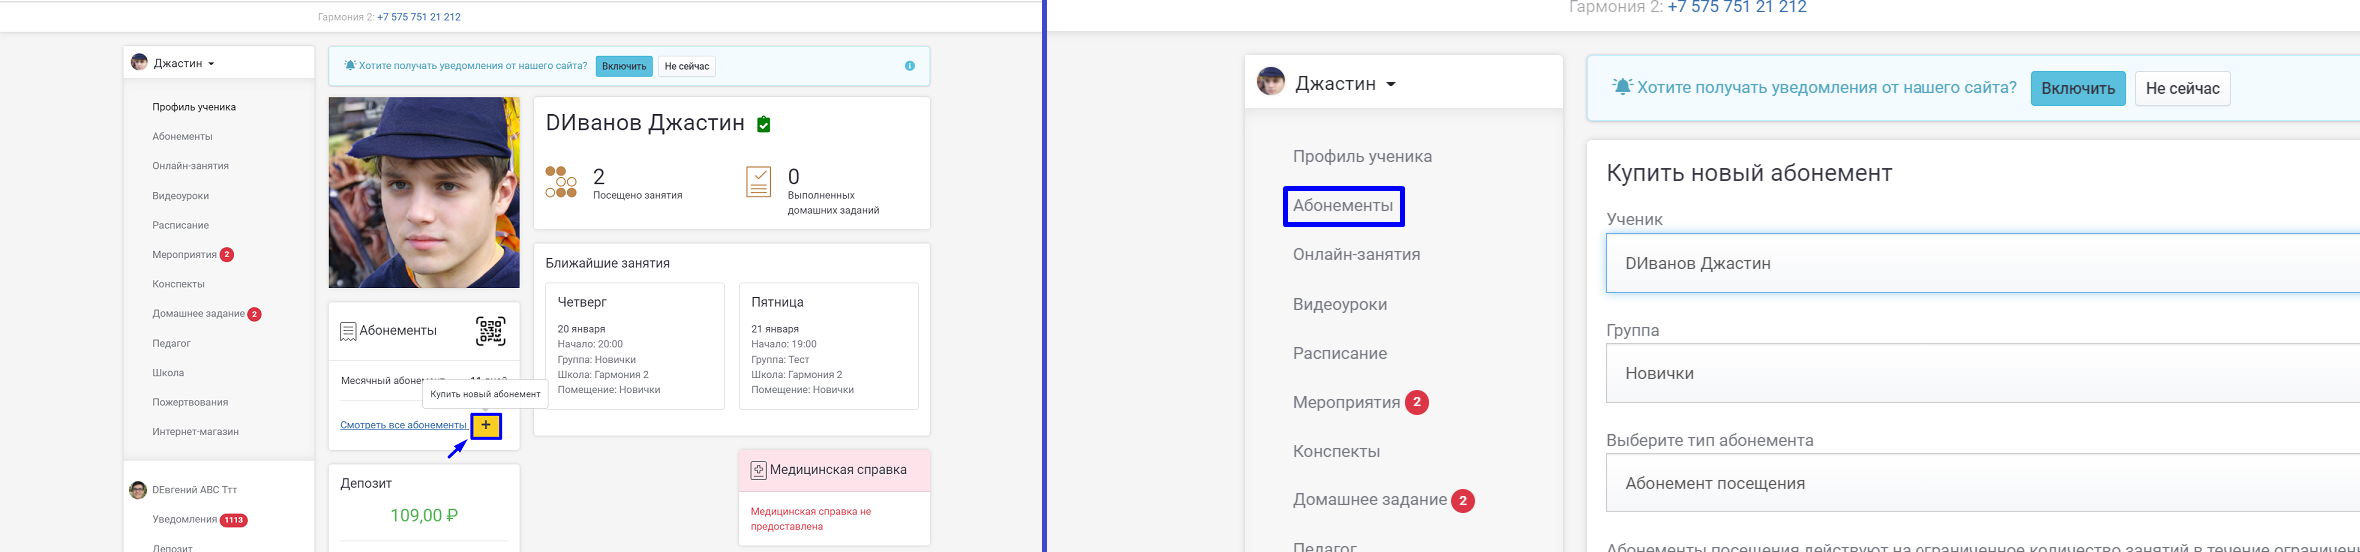 Гармония 2: +7 575 751 21 212
Джастин
Хотите получать уведомления от нашего сайта? Включить Не сейчас
Профиль ученика
Абонементы
Онлайн-занятия
Видеоуроки
Расписание
Мероприятия 2
Конспекты
Домашнее задание 2
Педагог
Школа
Пожертвования
Интернет-магазин
DЕвгений ABC Ттт
Уведомления 1113
Депозит
Абонементы
Месячный абонемент
Купить новый абонемент
Смотреть все абонементы +
Депозит
109,00 ₽
DИванов Джастин
2
Посещено занятия
0
Выполненных
домашних заданий
Ближайшие занятия
Четверг
20 января
Начало: 20:00
Группа: Новички
Школа: Гармония 2
Помещение: Новички
Пятница
21 января
Начало: 19:00
Группа: Тест
Школа: Гармония 2
Помещение: Новички
Медицинская справка
Медицинская справка не
предоставлена
Гармония 2: +7 575 751 21 212
Джастин
Хотите получать уведомления от нашего сайта? Включить Не сейчас
Профиль ученика
Абонементы
Онлайн-занятия
Видеоуроки
Расписание
Мероприятия 2
Конспекты
Домашнее задание 2
Педагог
Купить новый абонемент
Ученик
DИванов Джастин
Группа
Новички
Выберите тип абонемента
Абонемент посещения
Абонементы посещения действуют на ограниченное количество занятий в течение